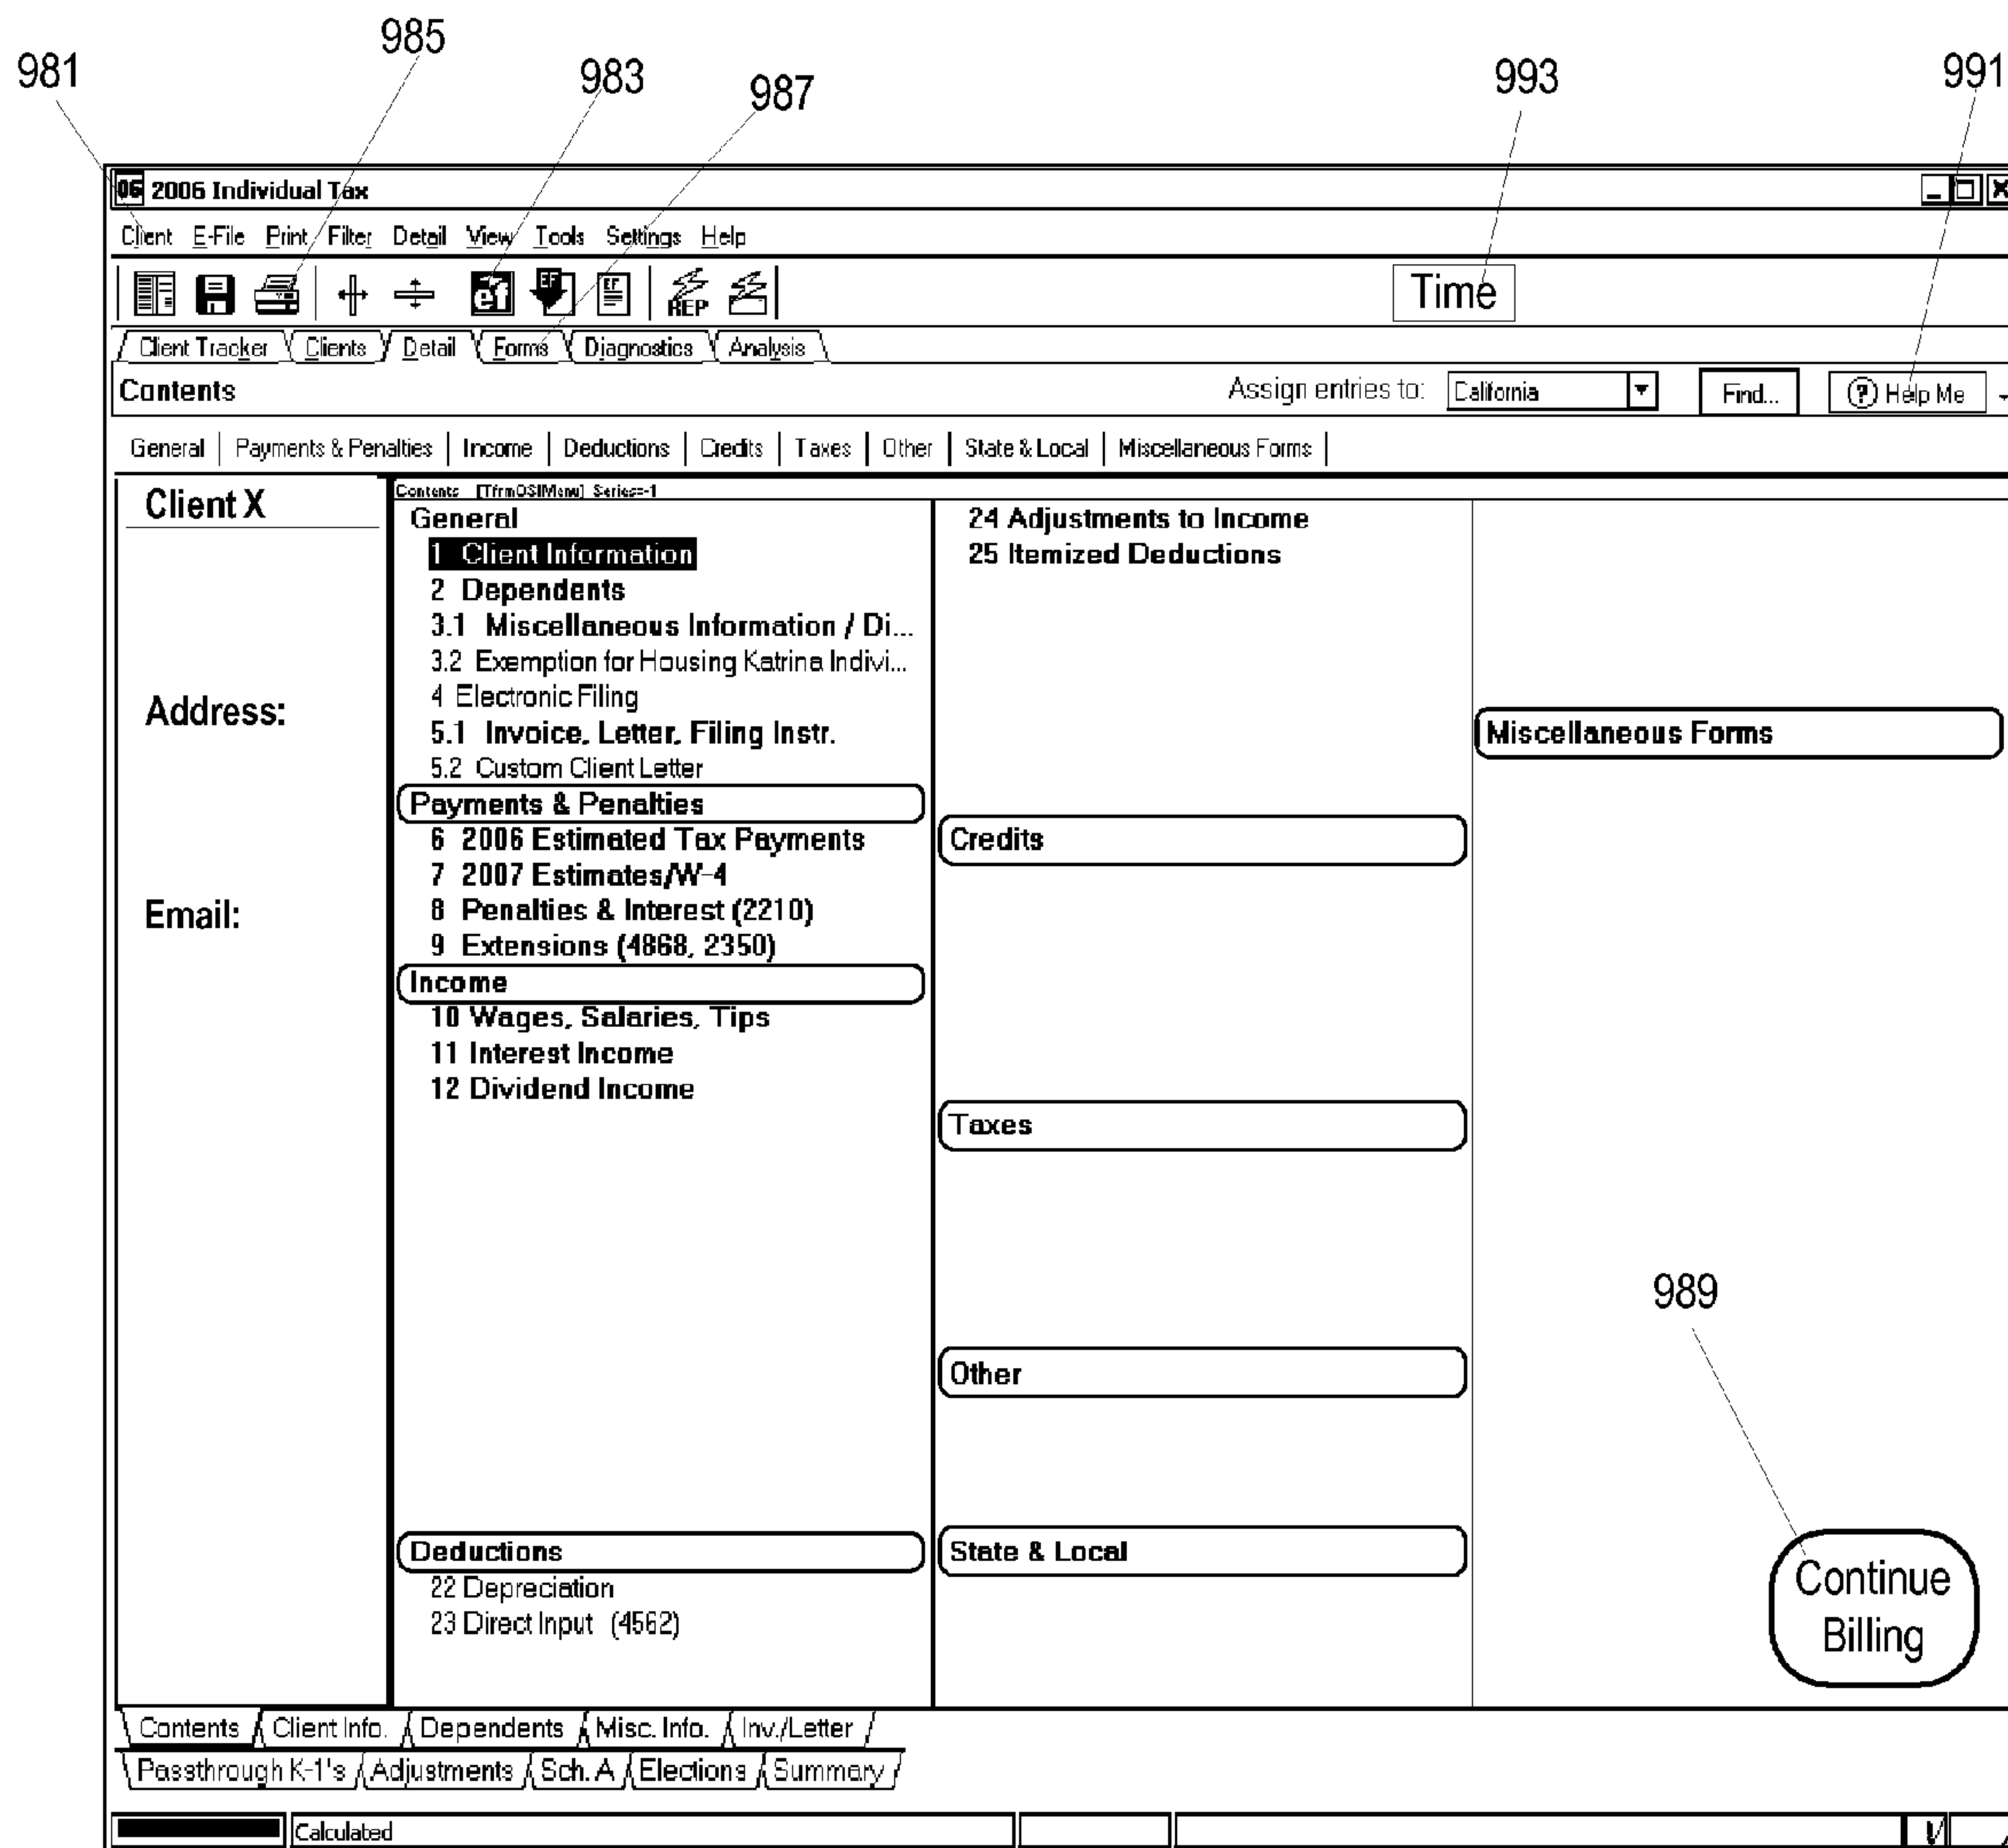 985
981
983
987
993
991
06 2006 Individual Tax
Client E-File Print Filter Detail View Tools Settings Help
ef EF EF REP
Time
Client Tracker Clients Detail Forms Diagnostics Analysis
Contents Assign entries to: California Find... ? Help Me
General Payments & Penalties Income Deductions Credits Taxes Other State & Local Miscellaneous Forms
Client X
Address:
Email:
Contents [TfrmOSIMenu] Series=-1
General
1 Client Information
2 Dependents
3.1 Miscellaneous Information / Di...
3.2 Exemption for Housing Katrina Indivi...
4 Electronic Filing
5.1 Invoice, Letter, Filing Instr.
5.2 Custom Client Letter
Payments & Penalties
6 2006 Estimated Tax Payments
7 2007 Estimates/W-4
8 Penalties & Interest (2210)
9 Extensions (4868, 2350)
Income
10 Wages, Salaries, Tips
11 Interest Income
12 Dividend Income
Deductions
22 Depreciation
23 Direct Input (4562)
24 Adjustments to Income
25 Itemized Deductions
Credits
Taxes
Other
State & Local
Miscellaneous Forms
989
Continue
Billing
Contents Client Info. Dependents Misc. Info. Inv./Letter
Passthrough K-1's Adjustments Sch. A Elections Summary
Calculated